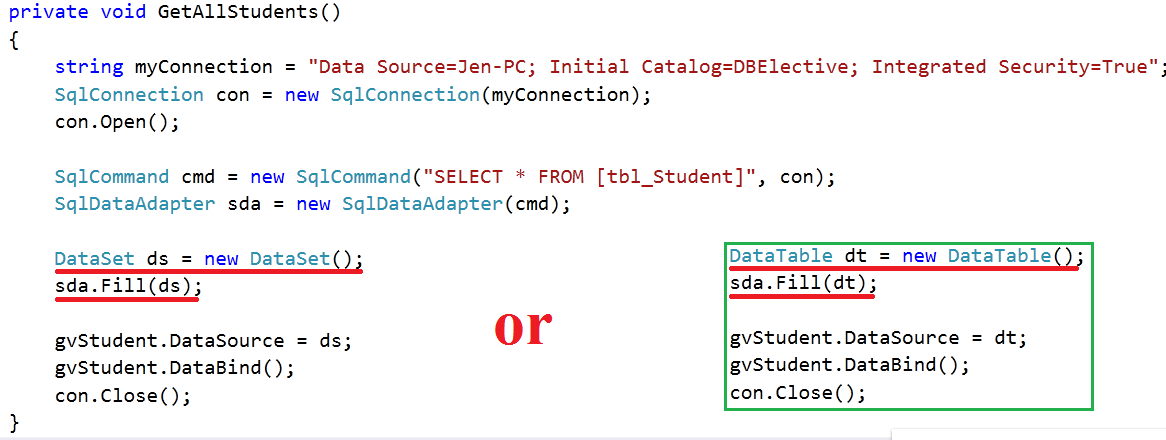 private void GetAllStudents()
{
string myConnection = "Data Source=Jen-PC; Initial Catalog=DBElective; Integrated Security=True";
SqlConnection con = new SqlConnection(myConnection);
con.Open();
SqlCommand cmd = new SqlCommand("SELECT * FROM [tbl_Student]", con);
SqlDataAdapter sda = new SqlDataAdapter(cmd);
DataSet ds = new DataSet();
sda.Fill(ds);
gvStudent.DataSource = ds;
gvStudent.DataBind();
con.Close();
}
or
DataTable dt = new DataTable();
sda.Fill(dt);
gvStudent.DataSource = dt;
gvStudent.DataBind();
con.Close();